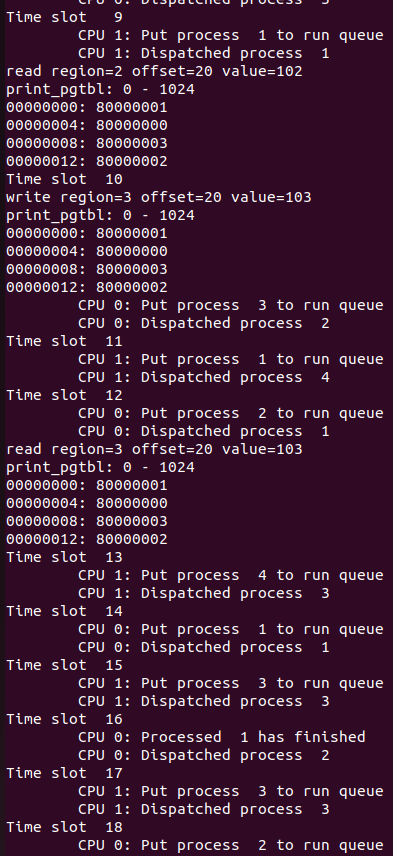 CPU 0: Dispatched process  3
Time slot   9
        CPU 1: Put process  1 to run queue
        CPU 1: Dispatched process  1
read region=2 offset=20 value=102
print_pgtbl: 0 - 1024
00000000: 80000001
00000004: 80000000
00000008: 80000003
00000012: 80000002
Time slot  10
write region=3 offset=20 value=103
print_pgtbl: 0 - 1024
00000000: 80000001
00000004: 80000000
00000008: 80000003
00000012: 80000002
        CPU 0: Put process  3 to run queue
        CPU 0: Dispatched process  2
Time slot  11
        CPU 1: Put process  1 to run queue
        CPU 1: Dispatched process  4
Time slot  12
        CPU 0: Put process  2 to run queue
        CPU 0: Dispatched process  1
read region=3 offset=20 value=103
print_pgtbl: 0 - 1024
00000000: 80000001
00000004: 80000000
00000008: 80000003
00000012: 80000002
Time slot  13
        CPU 1: Put process  4 to run queue
        CPU 1: Dispatched process  3
Time slot  14
        CPU 0: Put process  1 to run queue
        CPU 0: Dispatched process  1
Time slot  15
        CPU 1: Put process  3 to run queue
        CPU 1: Dispatched process  3
Time slot  16
        CPU 0: Processed  1 has finished
        CPU 0: Dispatched process  2
Time slot  17
        CPU 1: Put process  3 to run queue
        CPU 1: Dispatched process  3
Time slot  18
        CPU 0: Put process  2 to run queue